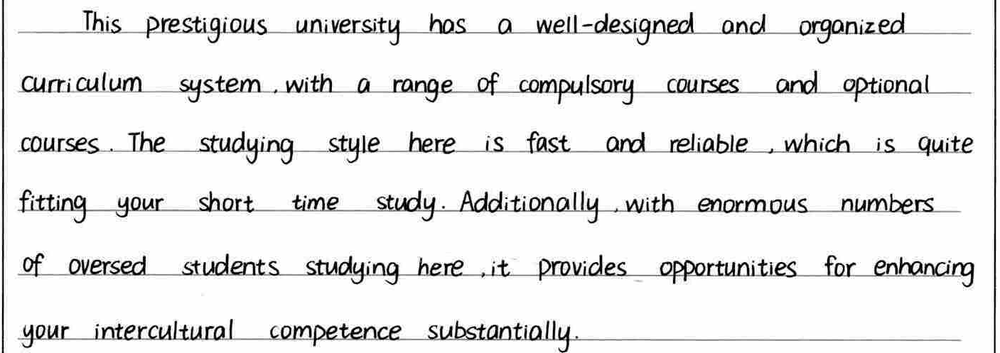 This prestigious university has a well-designed and organized
curriculum system, with a range of compulsory courses and optional
courses. The studying style here is fast and reliable, which is quite
fitting your short time study. Additionally, with enormous numbers
of oversed students studying here, it provides opportunities for enhancing
your intercultural competence substantially.